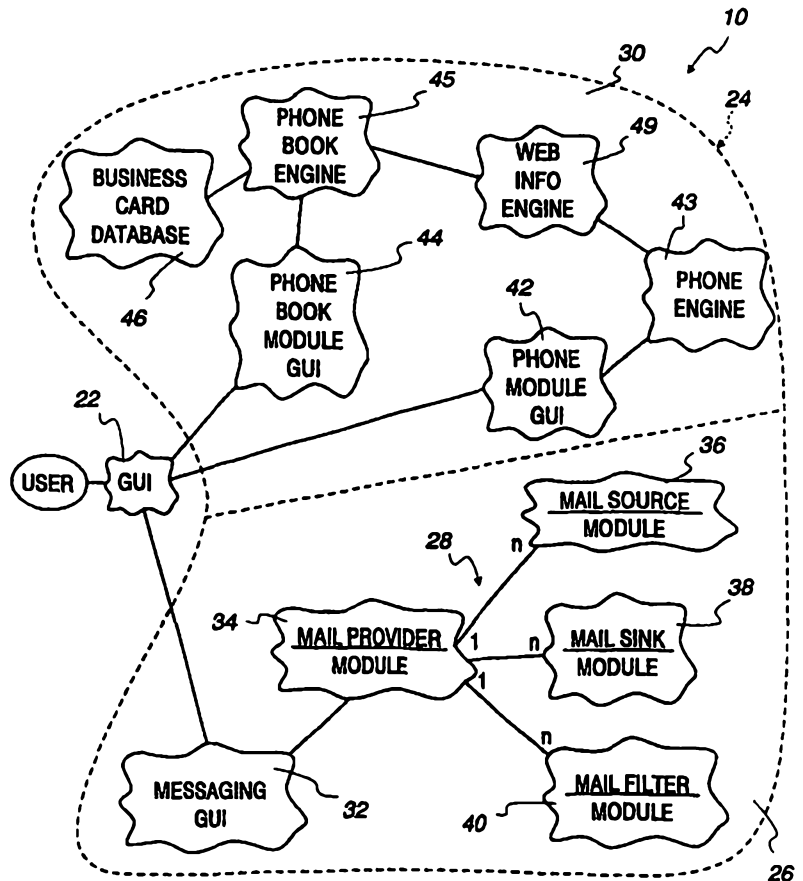 10
30
45
24
PHONE
BOOK
ENGINE
49
WEB
INFO
ENGINE
BUSINESS
CARD
DATABASE
43
44
PHONE
ENGINE
46
PHONE
BOOK
MODULE
GUI
42
PHONE
MODULE
GUI
22
USER
GUI
36
MAIL SOURCE
MODULE
n
28
38
34
MAIL PROVIDER
MODULE
1
n
MAIL SINK
MODULE
1
n
MESSAGING
GUI
32
MAIL FILTER
MODULE
40
26